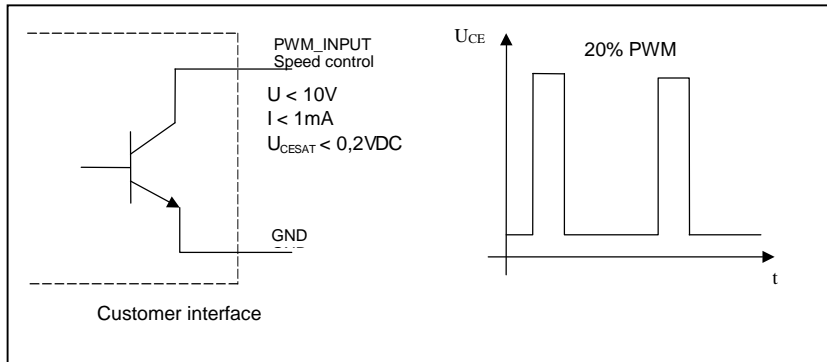 PWM_INPUT
Speed control
U < 10V
I < 1mA
UCESAT < 0,2VDC
GND
Customer interface
UCE
20% PWM
t